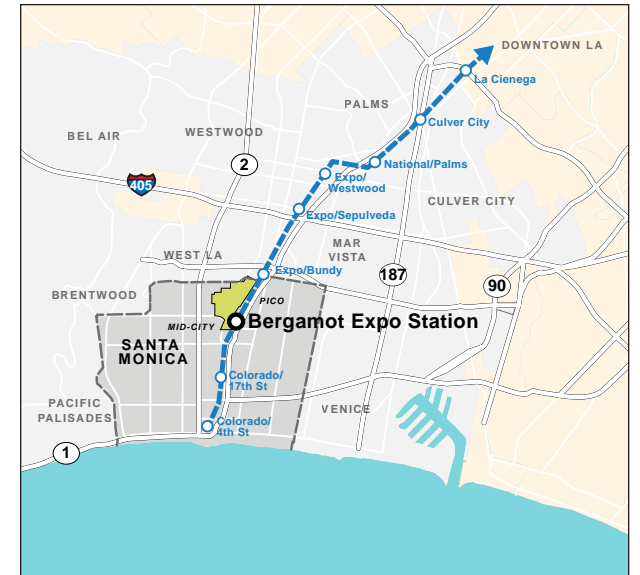 DOWNTOWN LA
La Cienega
PALMS
Culver City
BEL AIR
WESTWOOD
2
National/Palms
405
Expo/
Westwood
CULVER CITY
Expo/Sepulveda
MAR
VISTA
WEST LA
Expo/Bundy
187
90
BRENTWOOD
PICO
MID-CITY
Bergamot Expo Station
SANTA
MONICA
Colorado/
17th St
PACIFIC
PALISADES
VENICE
Colorado/
4th St
1